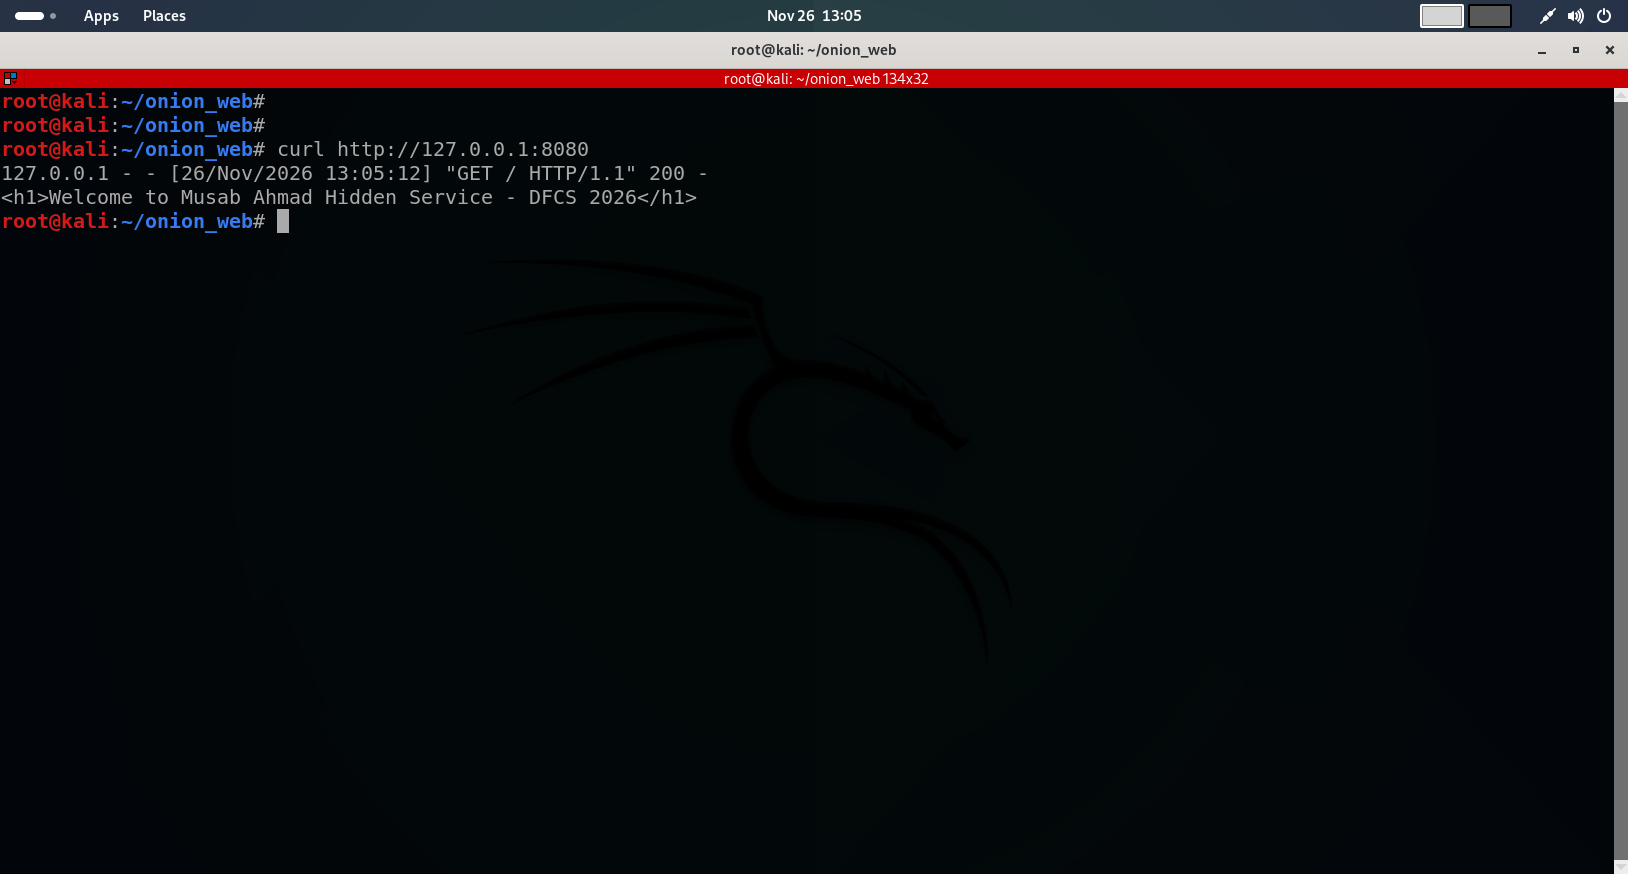 Apps Places Nov 26 13:05
root@kali: ~/onion_web
root@kali: ~/onion_web 134x32
root@kali:~/onion_web#
root@kali:~/onion_web#
root@kali:~/onion_web# curl http://127.0.0.1:8080
127.0.0.1 - - [26/Nov/2026 13:05:12] "GET / HTTP/1.1" 200 -
<h1>Welcome to Musab Ahmad Hidden Service - DFCS 2026</h1>
root@kali:~/onion_web#